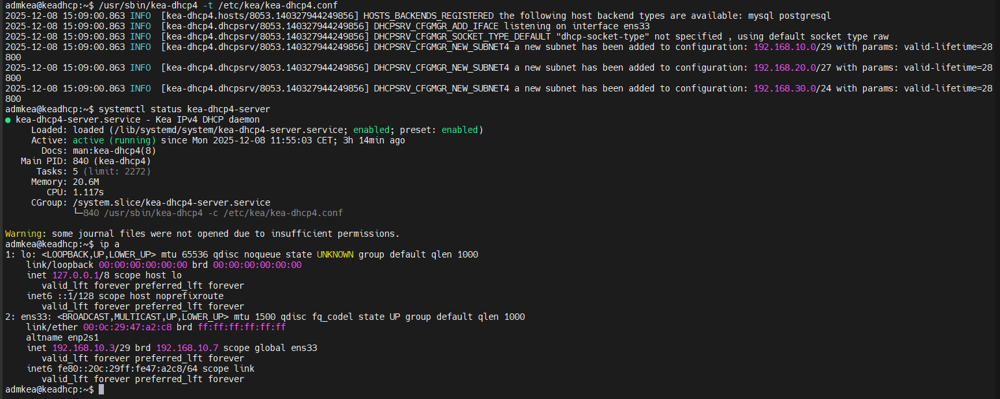 admkea@keadhcp:~$ /usr/sbin/kea-dhcp4 -t /etc/kea/kea-dhcp4.conf
2025-12-08 15:09:00.863 INFO  [kea-dhcp4.hosts/8053.140327944249856] HOSTS_BACKENDS_REGISTERED the following host backend types are available: mysql postgresql
2025-12-08 15:09:00.863 INFO  [kea-dhcp4.dhcpsrv/8053.140327944249856] DHCPSRV_CFGMGR_ADD_IFACE listening on interface ens33
2025-12-08 15:09:00.863 INFO  [kea-dhcp4.dhcpsrv/8053.140327944249856] DHCPSRV_CFGMGR_SOCKET_TYPE_DEFAULT "dhcp-socket-type" not specified , using default socket type raw
2025-12-08 15:09:00.863 INFO  [kea-dhcp4.dhcpsrv/8053.140327944249856] DHCPSRV_CFGMGR_NEW_SUBNET4 a new subnet has been added to configuration: 192.168.10.0/29 with params: valid-lifetime=28
800
2025-12-08 15:09:00.863 INFO  [kea-dhcp4.dhcpsrv/8053.140327944249856] DHCPSRV_CFGMGR_NEW_SUBNET4 a new subnet has been added to configuration: 192.168.20.0/27 with params: valid-lifetime=28
800
2025-12-08 15:09:00.863 INFO  [kea-dhcp4.dhcpsrv/8053.140327944249856] DHCPSRV_CFGMGR_NEW_SUBNET4 a new subnet has been added to configuration: 192.168.30.0/24 with params: valid-lifetime=28
800
admkea@keadhcp:~$ systemctl status kea-dhcp4-server
● kea-dhcp4-server.service - Kea IPv4 DHCP daemon
     Loaded: loaded (/lib/systemd/system/kea-dhcp4-server.service; enabled; preset: enabled)
     Active: active (running) since Mon 2025-12-08 11:55:03 CET; 3h 14min ago
       Docs: man:kea-dhcp4(8)
   Main PID: 840 (kea-dhcp4)
      Tasks: 5 (limit: 2272)
     Memory: 20.6M
        CPU: 1.117s
     CGroup: /system.slice/kea-dhcp4-server.service
             └─840 /usr/sbin/kea-dhcp4 -c /etc/kea/kea-dhcp4.conf

Warning: some journal files were not opened due to insufficient permissions.
admkea@keadhcp:~$ ip a
1: lo: <LOOPBACK,UP,LOWER_UP> mtu 65536 qdisc noqueue state UNKNOWN group default qlen 1000
    link/loopback 00:00:00:00:00:00 brd 00:00:00:00:00:00
    inet 127.0.0.1/8 scope host lo
       valid_lft forever preferred_lft forever
    inet6 ::1/128 scope host noprefixroute
       valid_lft forever preferred_lft forever
2: ens33: <BROADCAST,MULTICAST,UP,LOWER_UP> mtu 1500 qdisc fq_codel state UP group default qlen 1000
    link/ether 00:0c:29:47:a2:c8 brd ff:ff:ff:ff:ff:ff
    altname enp2s1
    inet 192.168.10.3/29 brd 192.168.10.7 scope global ens33
       valid_lft forever preferred_lft forever
    inet6 fe80::20c:29ff:fe47:a2c8/64 scope link
       valid_lft forever preferred_lft forever
admkea@keadhcp:~$